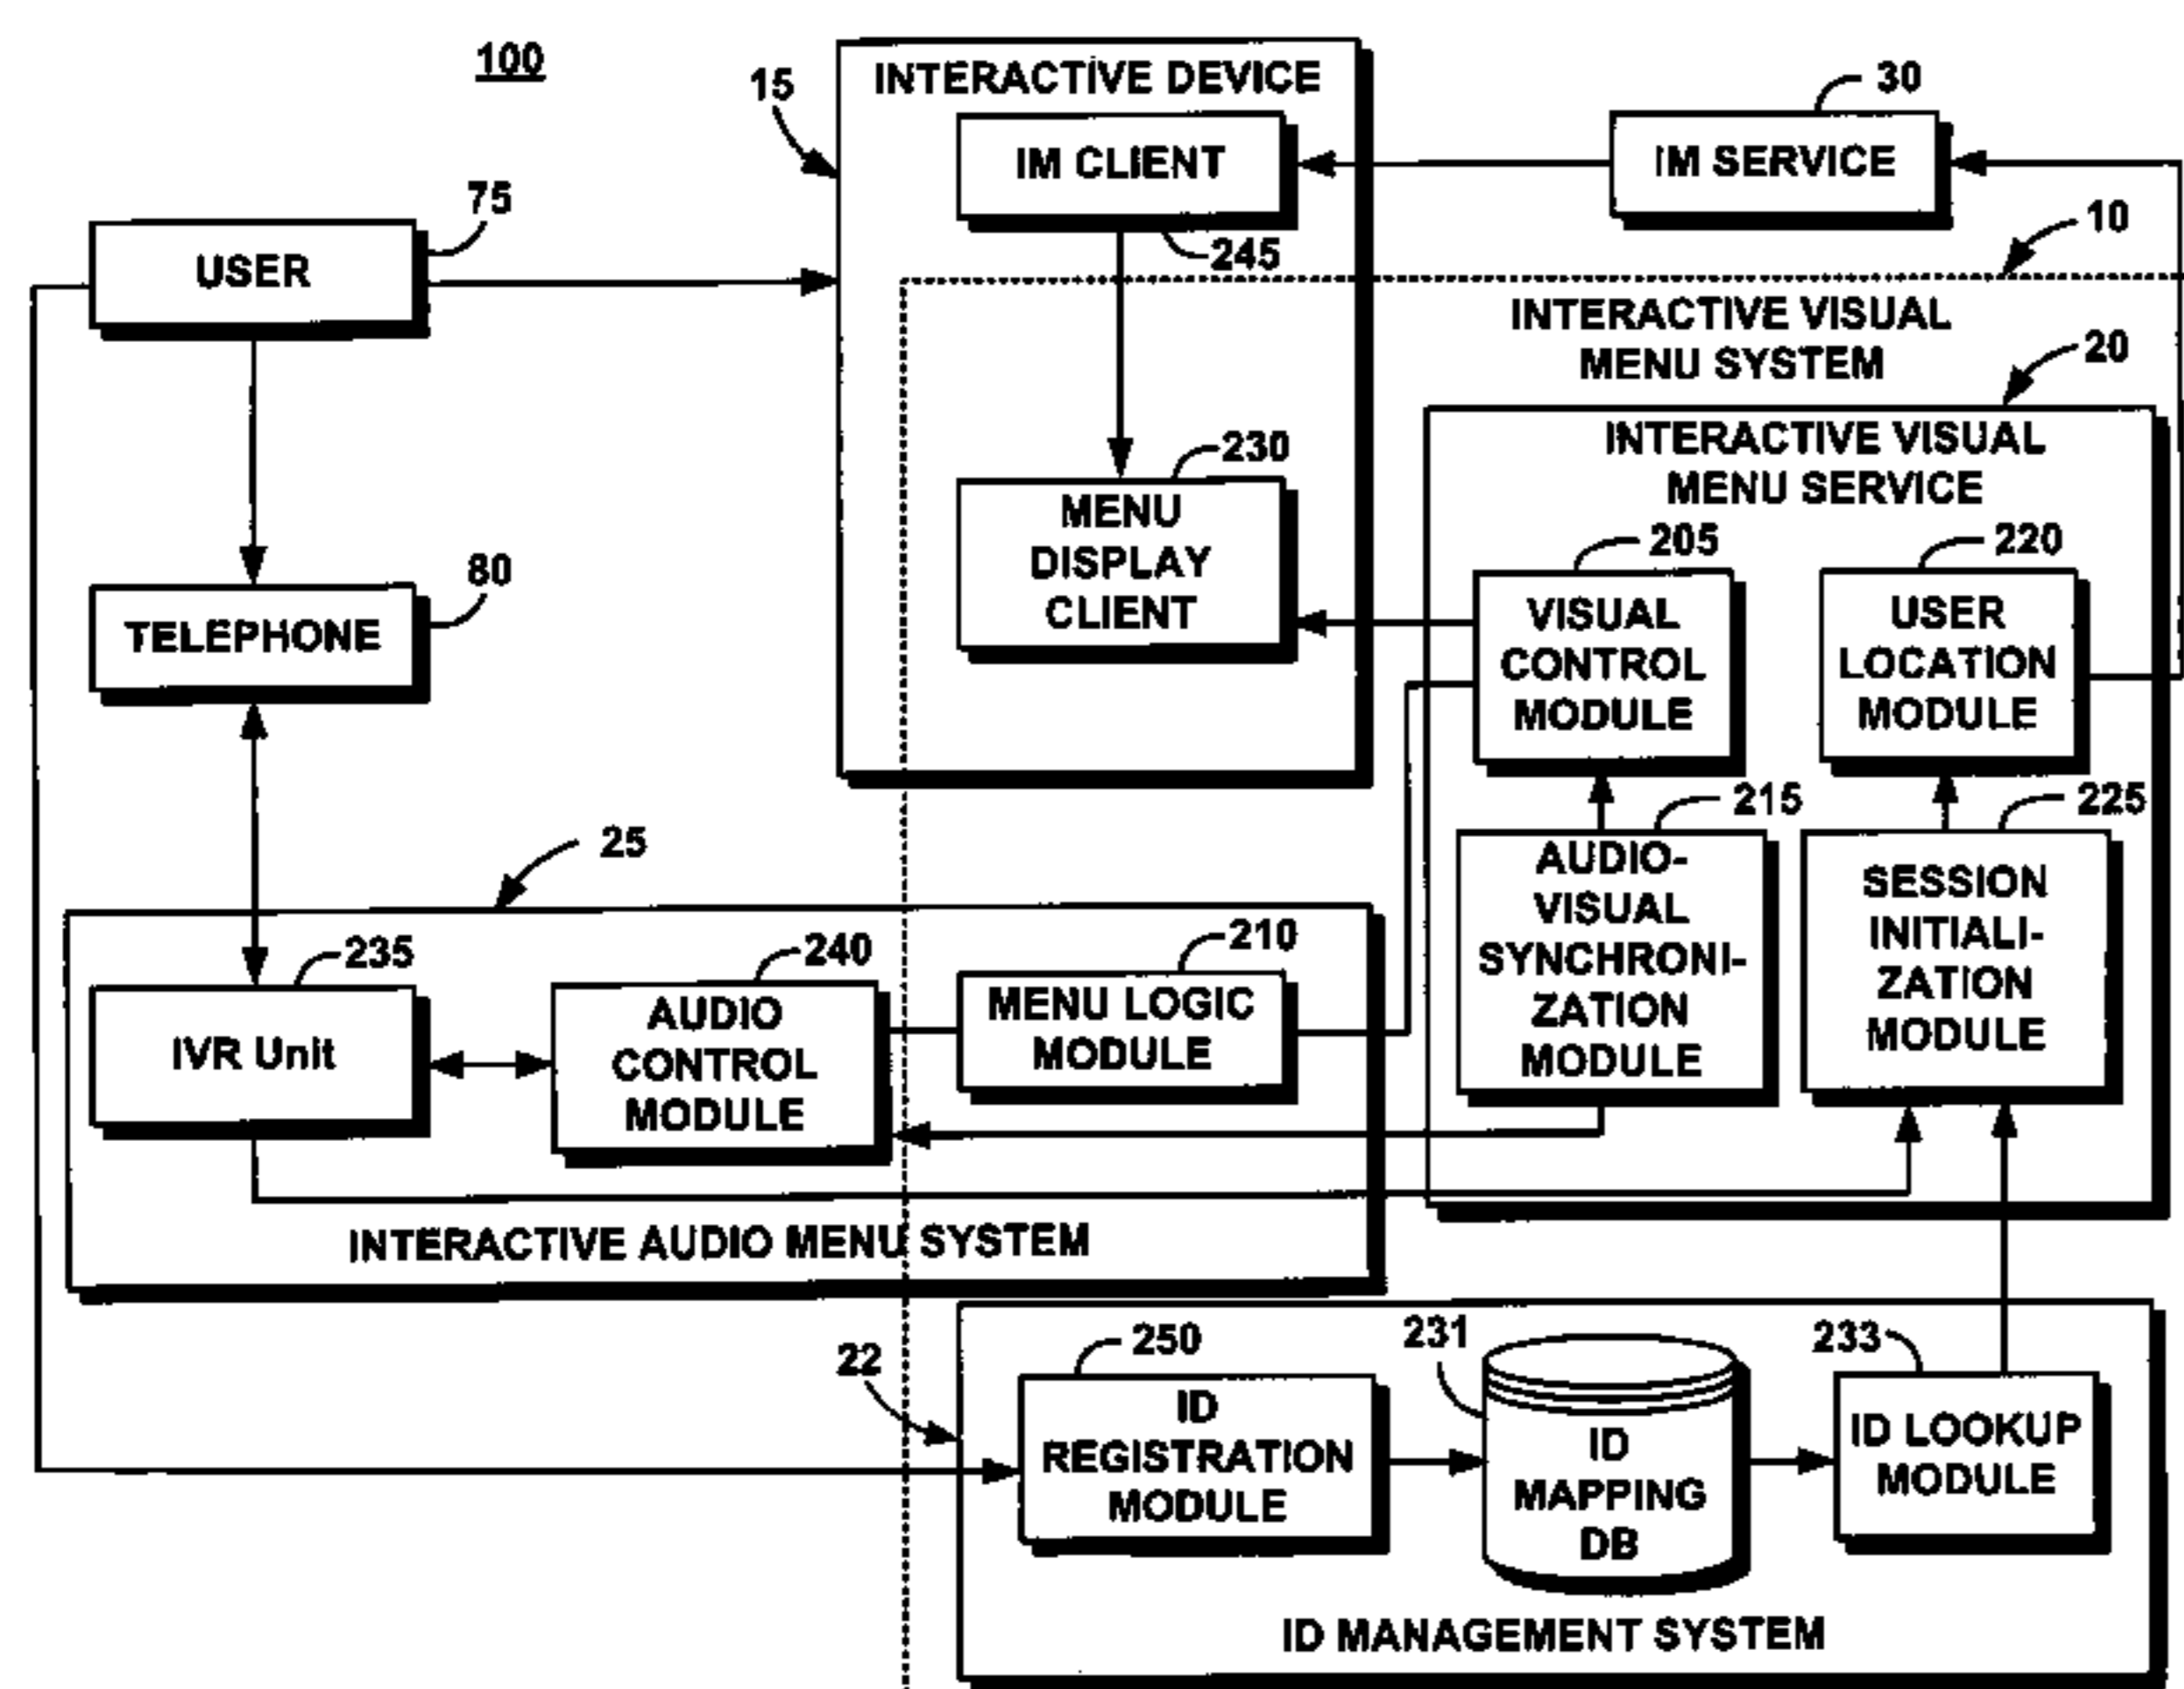 100
15
INTERACTIVE DEVICE
30
IM CLIENT
IM SERVICE
75
USER
245
10
INTERACTIVE VISUAL
MENU SYSTEM
20
INTERACTIVE VISUAL
MENU SERVICE
230
MENU
DISPLAY
CLIENT
205
VISUAL
CONTROL
MODULE
220
USER
LOCATION
MODULE
80
TELEPHONE
215
AUDIO-
VISUAL
SYNCHRONI-
ZATION
MODULE
225
SESSION
INITIALI-
ZATION
MODULE
25
235
IVR Unit
240
AUDIO
CONTROL
MODULE
210
MENU LOGIC
MODULE
INTERACTIVE AUDIO MENU SYSTEM
22
250
ID
REGISTRATION
MODULE
231
ID
MAPPING
DB
233
ID LOOKUP
MODULE
ID MANAGEMENT SYSTEM